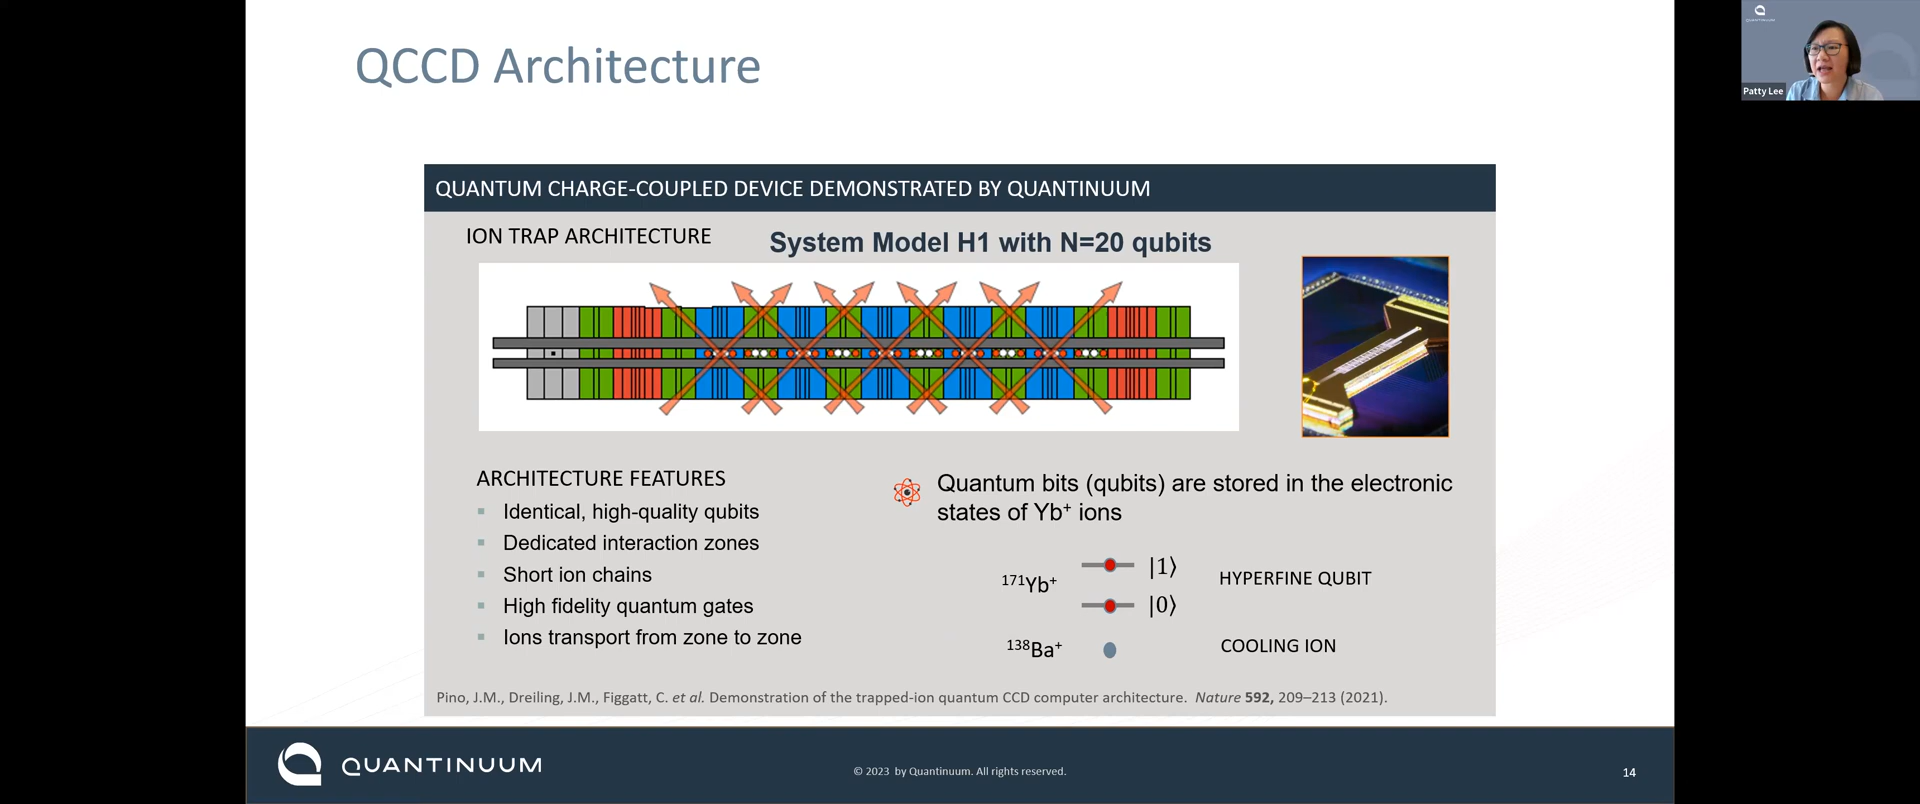 QCCD Architecture
Patty Lee
QUANTUM CHARGE-COUPLED DEVICE DEMONSTRATED BY QUANTINUUM
ION TRAP ARCHITECTURE
System Model H1 with N=20 qubits
ARCHITECTURE FEATURES
Identical, high-quality qubits
Dedicated interaction zones
Short ion chains
High fidelity quantum gates
Ions transport from zone to zone
Quantum bits (qubits) are stored in the electronic
states of Yb⁺ ions
¹⁷¹Yb⁺
|1⟩
|0⟩
HYPERFINE QUBIT
¹³⁸Ba⁺
COOLING ION
Pino, J.M., Dreiling, J.M., Figgatt, C. et al. Demonstration of the trapped-ion quantum CCD computer architecture. Nature 592, 209–213 (2021).
QUANTINUUM
© 2023 by Quantinuum. All rights reserved.
14